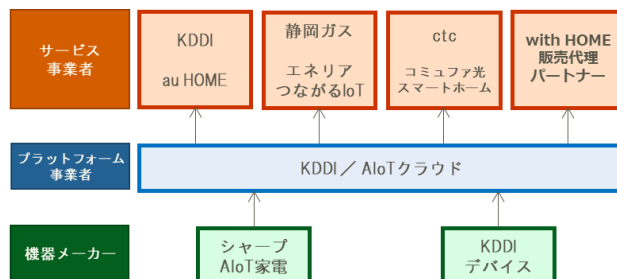 サービス
事業者
KDDI
au HOME
静岡ガス
エネリア
つながるIoT
ctc
コミュファ光
スマートホーム
with HOME
販売代理
パートナー
プラットフォーム
事業者
KDDI／AIoTクラウド
機器メーカー
シャープ
AIoT家電
KDDI
デバイス